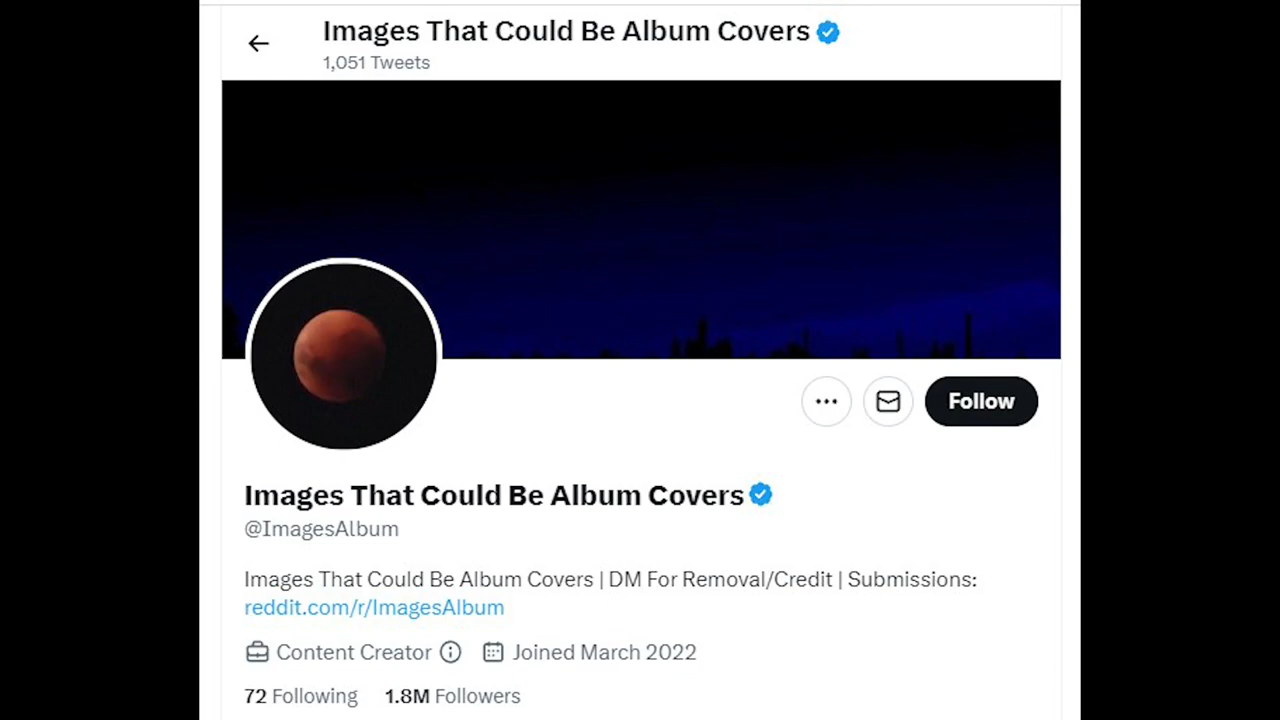 Images That Could Be Album Covers
1,051 Tweets
Follow
Images That Could Be Album Covers
@ImagesAlbum
Images That Could Be Album Covers | DM For Removal/Credit | Submissions:
reddit.com/r/ImagesAlbum
Content Creator Joined March 2022
72 Following 1.8M Followers